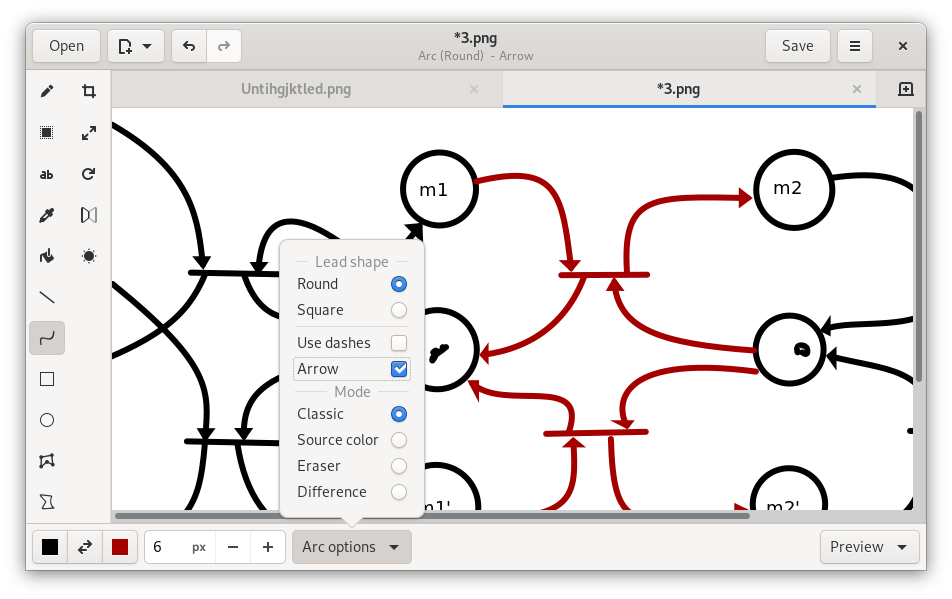 Open
*3.png
Arc (Round) - Arrow
Save
Untihgjktled.png
*3.png
ab
m1
m2
Lead shape
Round
Square
Use dashes
Arrow
Mode
Classic
Source color
Eraser
Difference
m1'
m2'
6 px
Arc options
Preview